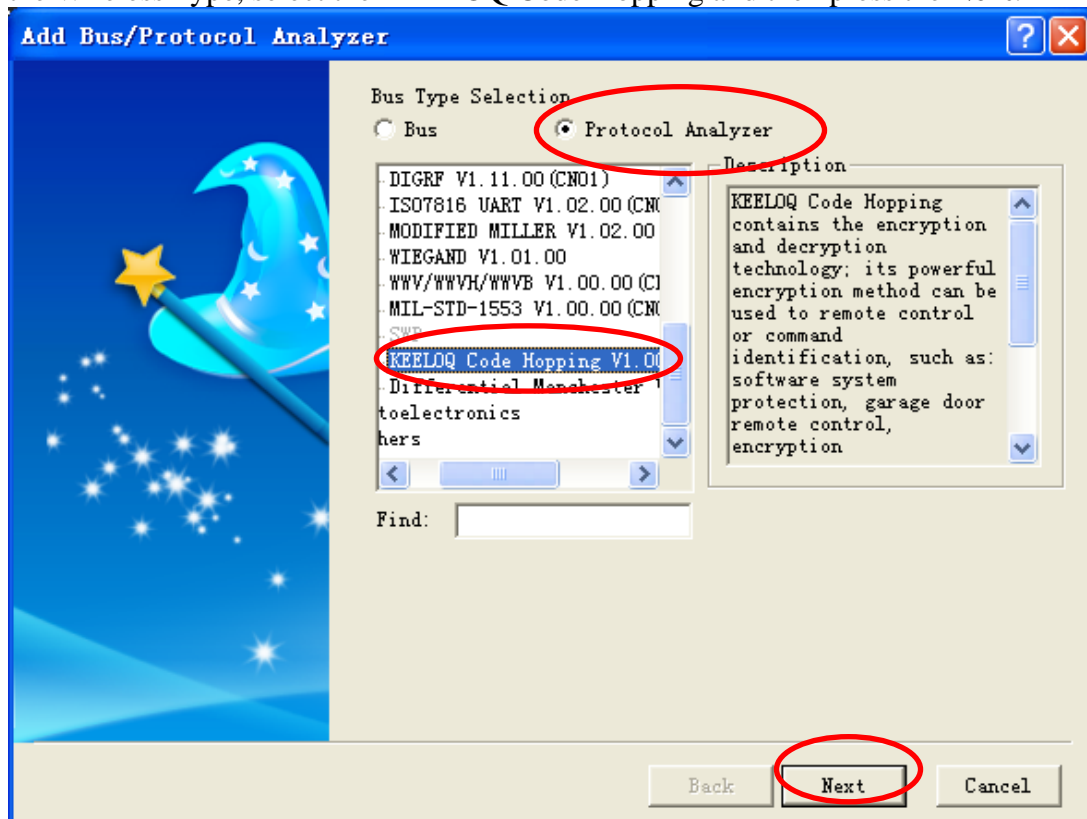 Add Bus/Protocol Analyzer
Bus Type Selection
Bus
Protocol Analyzer
DIGRF V1.11.00(CN01)
ISO7816 UART V1.02.00(CN
MODIFIED MILLER V1.02.00
WIEGAND V1.01.00
WWV/WWVH/WWVB V1.00.00(C
MIL-STD-1553 V1.00.00(CN
SWP
KEELOQ Code Hopping V1.00
Differential Manchester
toelectronics
hers
Find:
Description
KEELOQ Code Hopping
contains the encryption
and decryption
technology; its powerful
encryption method can be
used to remote control
or command
identification, such as:
software system
protection, garage door
remote control,
encryption
Back
Next
Cancel